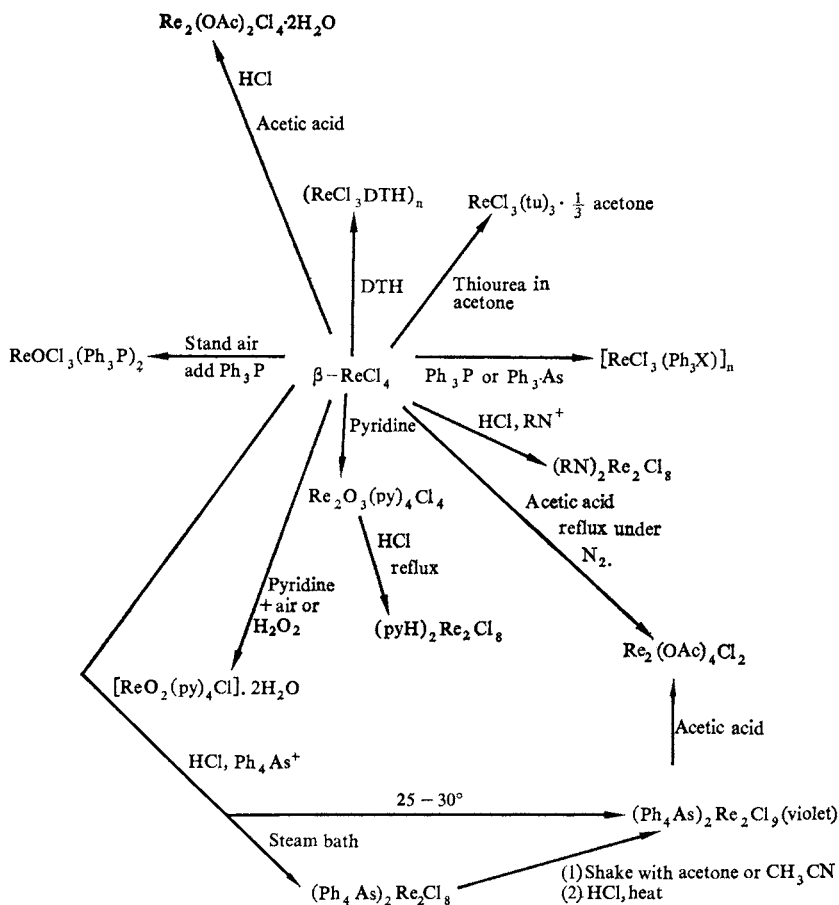 Re₂(OAc)₂Cl₄·2H₂O
HCl
Acetic acid
(ReCl₃DTH)ₙ
ReCl₃(tu)₃ · 1/3 acetone
DTH
Thiourea in
acetone
ReOCl₃(Ph₃P)₂
Stand air
add Ph₃P
β−ReCl₄
Ph₃P or Ph₃·As
[ReCl₃(Ph₃X)]ₙ
Pyridine
HCl, RN⁺
(RN)₂Re₂Cl₈
Re₂O₃(py)₄Cl₄
Acetic acid
reflux under
N₂.
HCl
reflux
Pyridine
+ air or
H₂O₂
(pyH)₂Re₂Cl₈
Re₂(OAc)₄Cl₂
[ReO₂(py)₄Cl]. 2H₂O
Acetic acid
HCl, Ph₄As⁺
25 − 30°
(Ph₄As)₂Re₂Cl₉(violet)
Steam bath
(1) Shake with acetone or CH₃CN
(2) HCl, heat
(Ph₄As)₂Re₂Cl₈